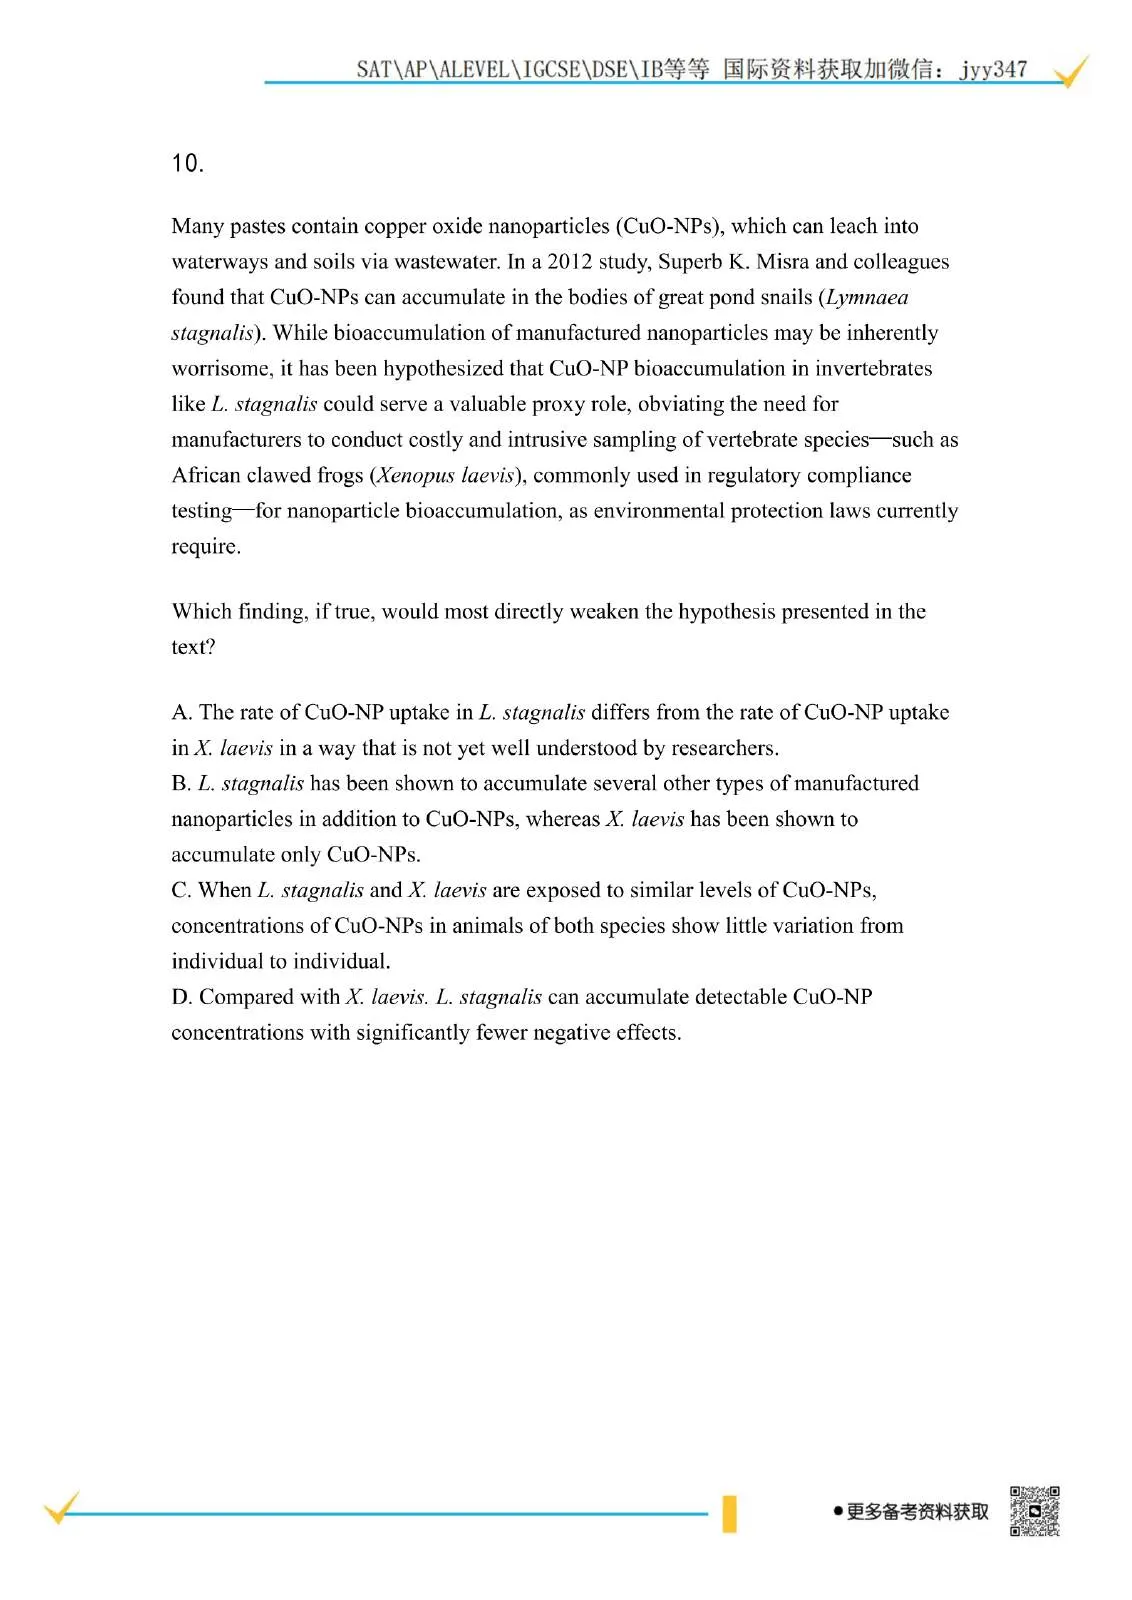 SAT\AP\ALEVEL\IGCSE\DSE\IB等等 国际资料获取加微信：jyy347
10.
Many pastes contain copper oxide nanoparticles (CuO-NPs), which can leach into
waterways and soils via wastewater. In a 2012 study, Superb K. Misra and colleagues
found that CuO-NPs can accumulate in the bodies of great pond snails (Lymnaea
stagnalis). While bioaccumulation of manufactured nanoparticles may be inherently
worrisome, it has been hypothesized that CuO-NP bioaccumulation in invertebrates
like L. stagnalis could serve a valuable proxy role, obviating the need for
manufacturers to conduct costly and intrusive sampling of vertebrate species—such as
African clawed frogs (Xenopus laevis), commonly used in regulatory compliance
testing—for nanoparticle bioaccumulation, as environmental protection laws currently
require.
Which finding, if true, would most directly weaken the hypothesis presented in the
text?
A. The rate of CuO-NP uptake in L. stagnalis differs from the rate of CuO-NP uptake
in X. laevis in a way that is not yet well understood by researchers.
B. L. stagnalis has been shown to accumulate several other types of manufactured
nanoparticles in addition to CuO-NPs, whereas X. laevis has been shown to
accumulate only CuO-NPs.
C. When L. stagnalis and X. laevis are exposed to similar levels of CuO-NPs,
concentrations of CuO-NPs in animals of both species show little variation from
individual to individual.
D. Compared with X. laevis. L. stagnalis can accumulate detectable CuO-NP
concentrations with significantly fewer negative effects.
●更多备考资料获取